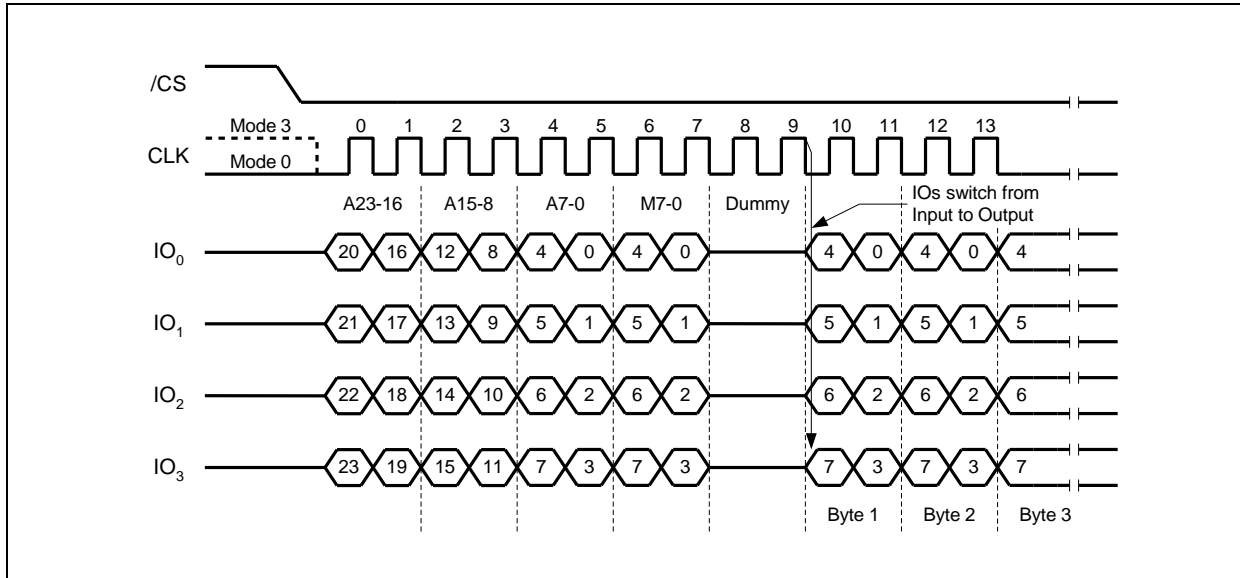 /CS
Mode 3 0 1 2 3 4 5 6 7 8 9 10 11 12 13
CLK
Mode 0
IOs switch from
Input to Output
A23-16 A15-8 A7-0 M7-0 Dummy
IO0 20 16 12 8 4 0 4 0 4 0 4 0 4
IO1 21 17 13 9 5 1 5 1 5 1 5 1 5
IO2 22 18 14 10 6 2 6 2 6 2 6 2 6
IO3 23 19 15 11 7 3 7 3 7 3 7 3 7
Byte 1 Byte 2 Byte 3